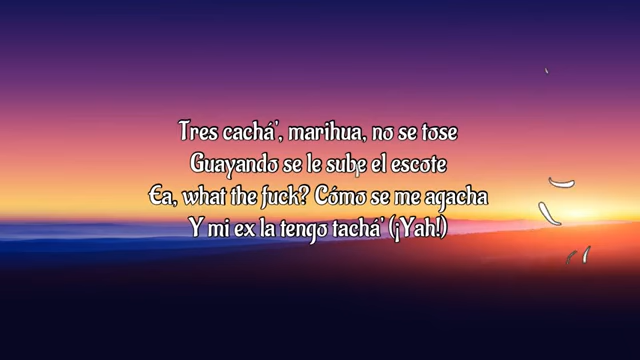 Tres cachá', marihua, no se tose
Guayando se le sube el escote
Ea, what the fuck? Cómo se me agacha
Y mi ex la tengo tachá' (¡Yah!)